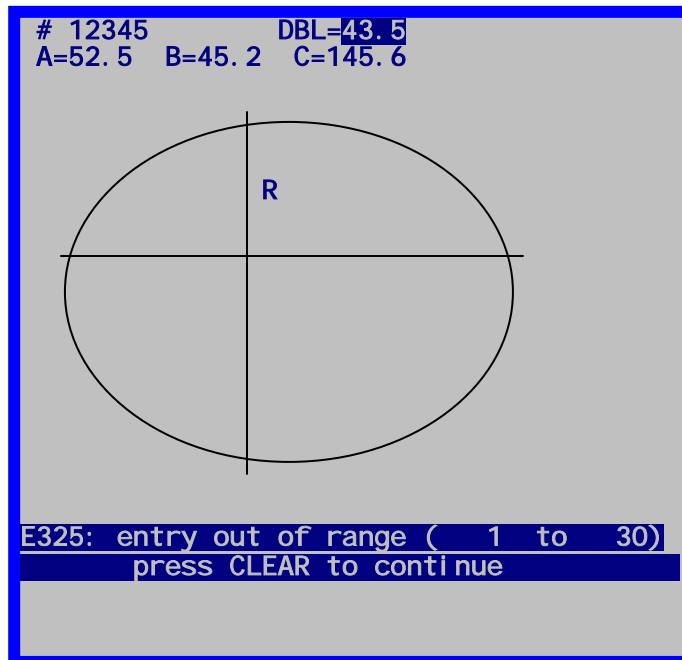 # 12345 DBL=43.5
A=52.5 B=45.2 C=145.6
R
E325: entry out of range ( 1 to 30)
press CLEAR to continue